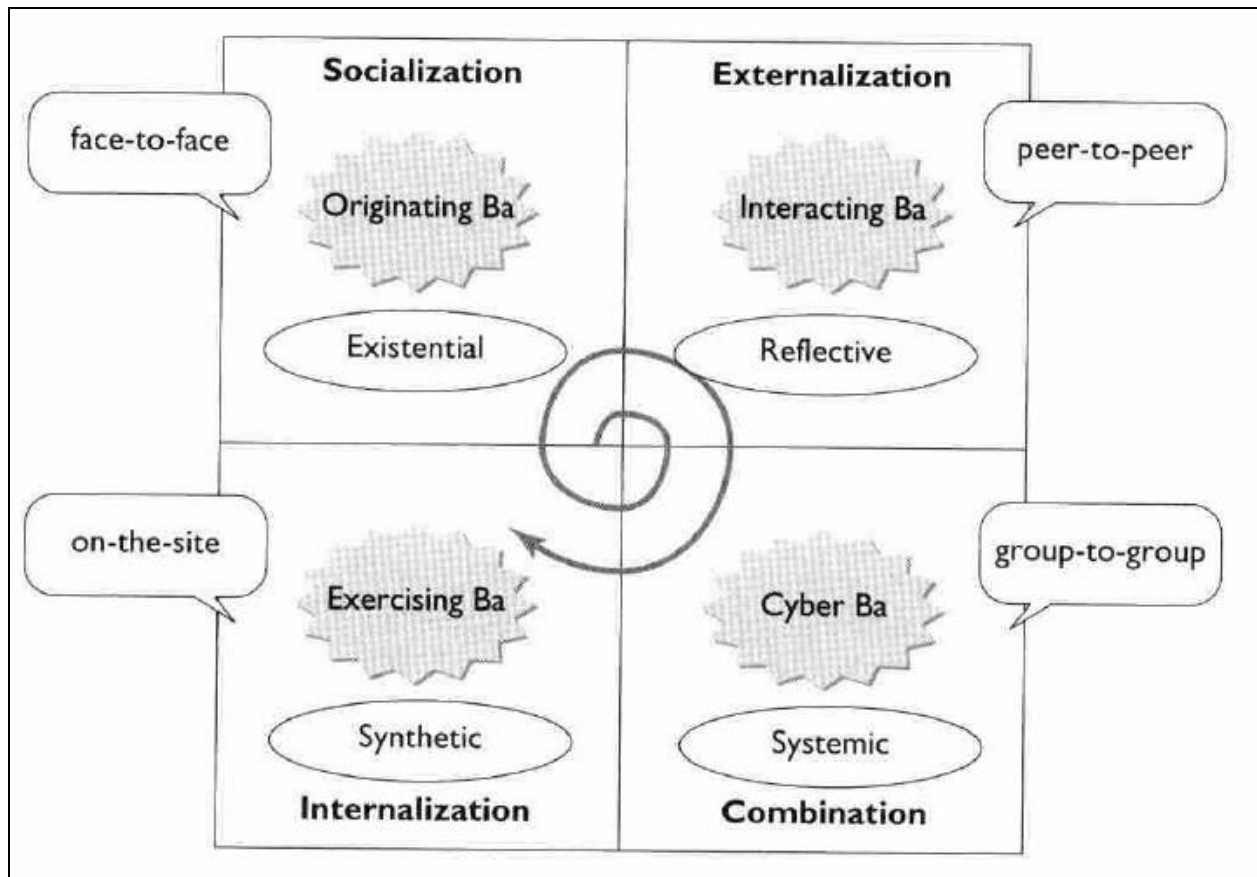 Socialization
Externalization
face-to-face
peer-to-peer
Originating Ba
Interacting Ba
Existential
Reflective
on-the-site
group-to-group
Exercising Ba
Cyber Ba
Synthetic
Systemic
Internalization
Combination